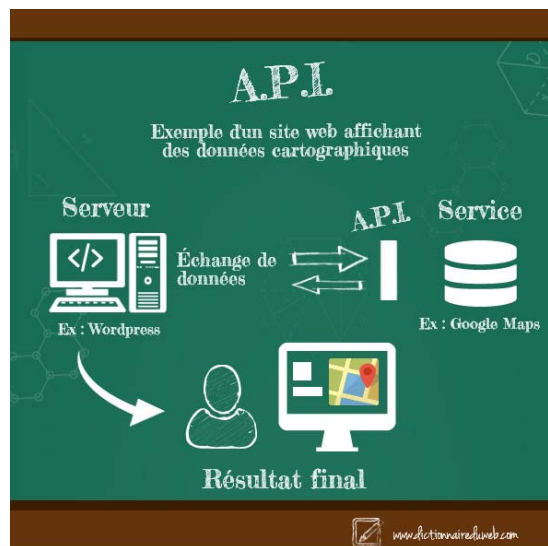 A.P.I.
Exemple d'un site web affichant
des données cartographiques
Serveur
A.P.I.
Service
</>
Échange de
données
Ex : Wordpress
Ex : Google Maps
Résultat final
www.dictionnaireduweb.com